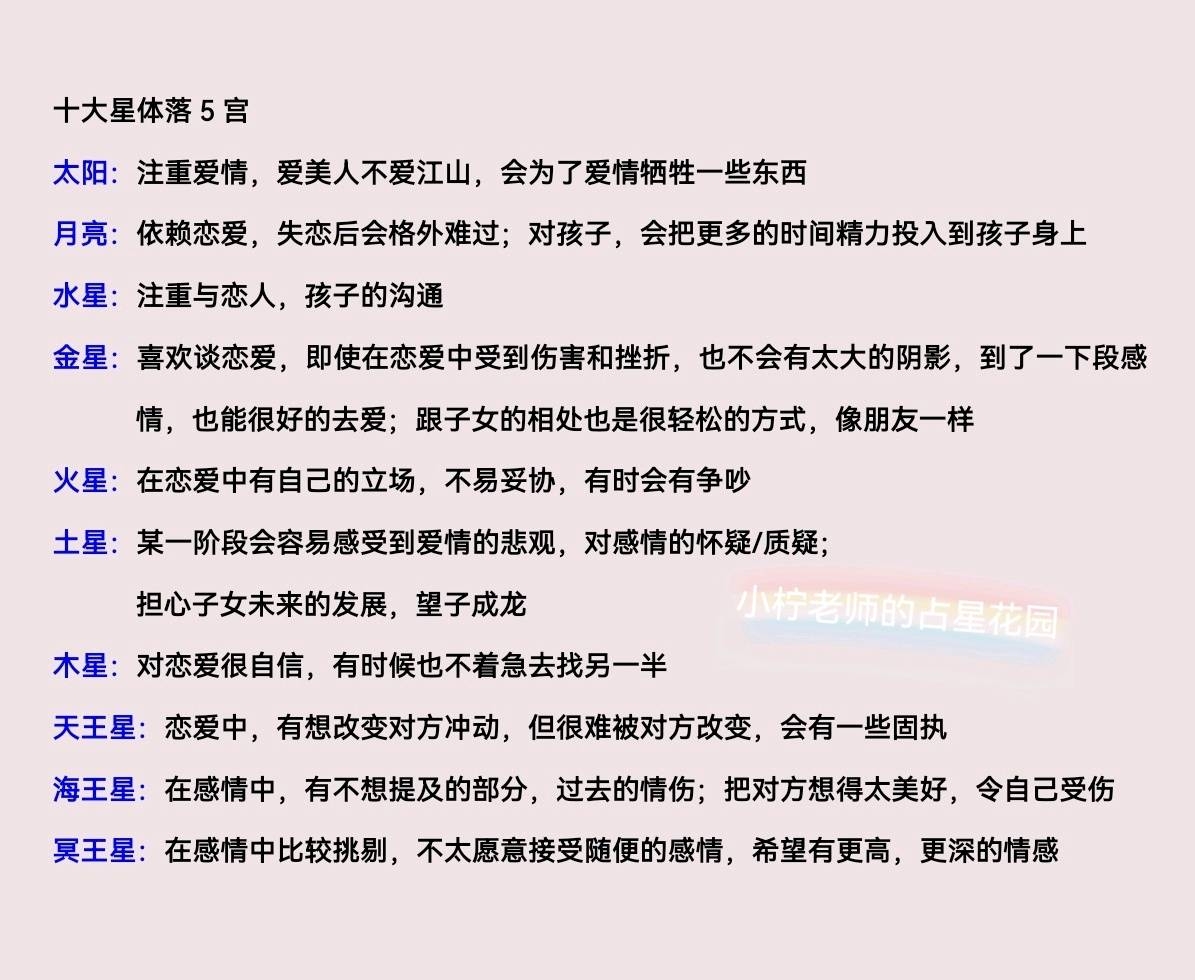 十大星体落 5 宫
太阳：注重爱情，爱美人不爱江山，会为了爱情牺牲一些东西
月亮：依赖恋爱，失恋后会格外难过；对孩子，会把更多的时间精力投入到孩子身上
水星：注重与恋人，孩子的沟通
金星：喜欢谈恋爱，即使在恋爱中受到伤害和挫折，也不会有太大的阴影，到了一下段感
情，也能很好的去爱；跟子女的相处也是很轻松的方式，像朋友一样
火星：在恋爱中有自己的立场，不易妥协，有时会有争吵
土星：某一阶段会容易感受到爱情的悲观，对感情的怀疑/质疑；
担心子女未来的发展，望子成龙
小柠老师的占星花园
木星：对恋爱很自信，有时候也不着急去找另一半
天王星：恋爱中，有想改变对方冲动，但很难被对方改变，会有一些固执
海王星：在感情中，有不想提及的部分，过去的情伤；把对方想得太美好，令自己受伤
冥王星：在感情中比较挑剔，不太愿意接受随便的感情，希望有更高，更深的情感